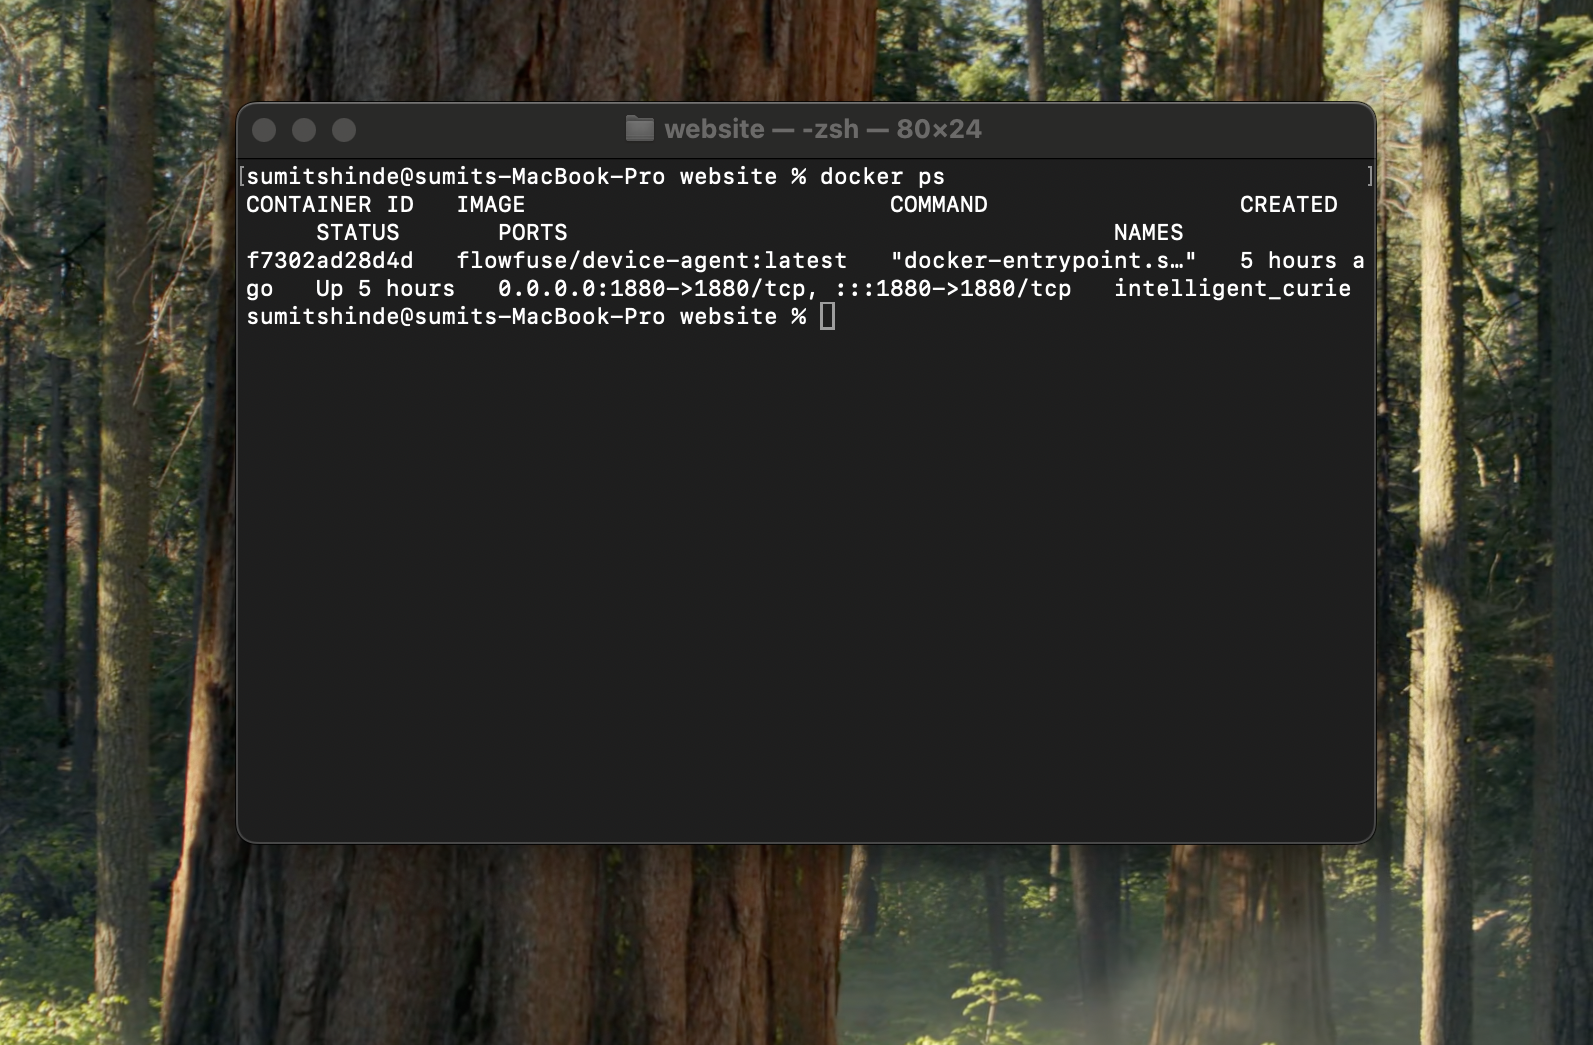 website — -zsh — 80×24
[sumitshinde@sumits-MacBook-Pro website % docker ps ]
CONTAINER ID   IMAGE                          COMMAND                  CREATED
     STATUS       PORTS                                       NAMES
f7302ad28d4d   flowfuse/device-agent:latest   "docker-entrypoint.s…"   5 hours a
go   Up 5 hours   0.0.0.0:1880->1880/tcp, :::1880->1880/tcp   intelligent_curie
sumitshinde@sumits-MacBook-Pro website %